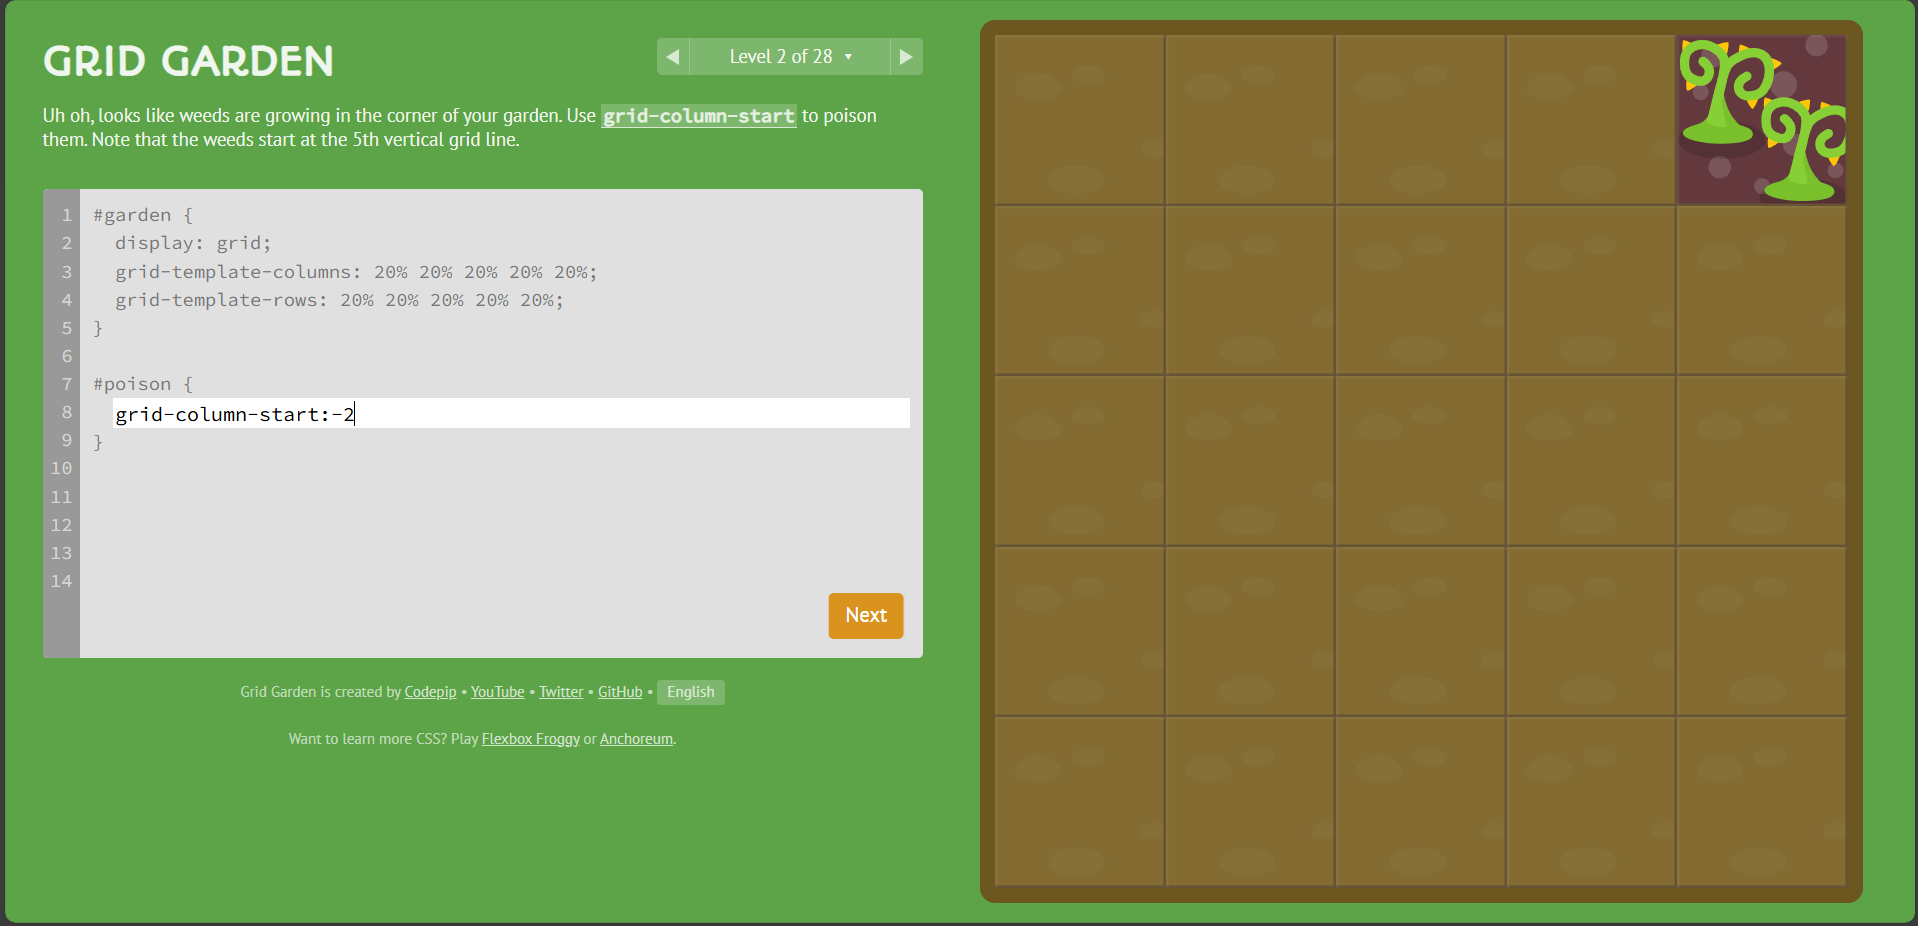 GRID GARDEN
◀ Level 2 of 28 ▾ ▶
Uh oh, looks like weeds are growing in the corner of your garden. Use grid-column-start to poison
them. Note that the weeds start at the 5th vertical grid line.
1 #garden {
2 display: grid;
3 grid-template-columns: 20% 20% 20% 20% 20%;
4 grid-template-rows: 20% 20% 20% 20% 20%;
5 }
6
7 #poison {
8 grid-column-start:-2
9 }
10
11
12
13
14
Next
Grid Garden is created by Codepip • YouTube • Twitter • GitHub • English
Want to learn more CSS? Play Flexbox Froggy or Anchoreum.